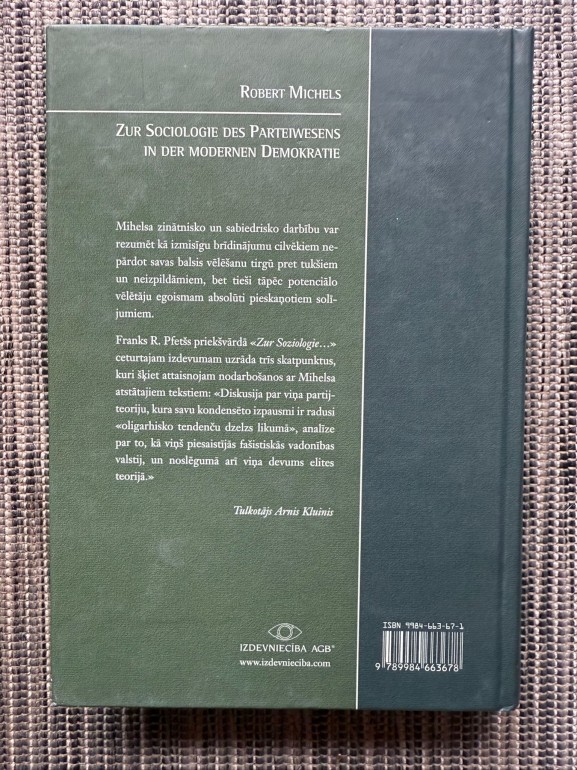 ROBERT MICHELS
ZUR SOCIOLOGIE DES PARTEIWESENS
IN DER MODERNEN DEMOKRATIE
Mihelsa zinātnisko un sabiedrisko darbību var
rezumēt kā izmisīgu brīdinājumu cilvēkiem ne-
pārdot savas balsis vēlēšanu tirgū pret tukšiem
un neizpildāmiem, bet tieši tāpēc potenciālo
vēlētāju egoismam absolūti pieskaņotiem solī-
jumiem.
Franks R. Pfetšs priekšvārdā «Zur Soziologie...»
ceturtajam izdevumam uzrāda trīs skatpunktus,
kuri šķiet attaisnojam nodarbošanos ar Mihelsa
atstātajiem tekstiem: «Diskusija par viņa partij-
teoriju, kura savu kondensēto izpausmi ir radusi
«oligarhisko tendenču dzelzs likumā», analīze
par to, kā viņš piesaistījās fašistiskās vadonības
valstij, un noslēgumā arī viņa devums elites
teorijā.»
Tulkotājs Arnis Kluinis
IZDEVNIECĪBA AGB®
www.izdevnieciba.com
ISBN 9984-663-67-1
9 789984 663678